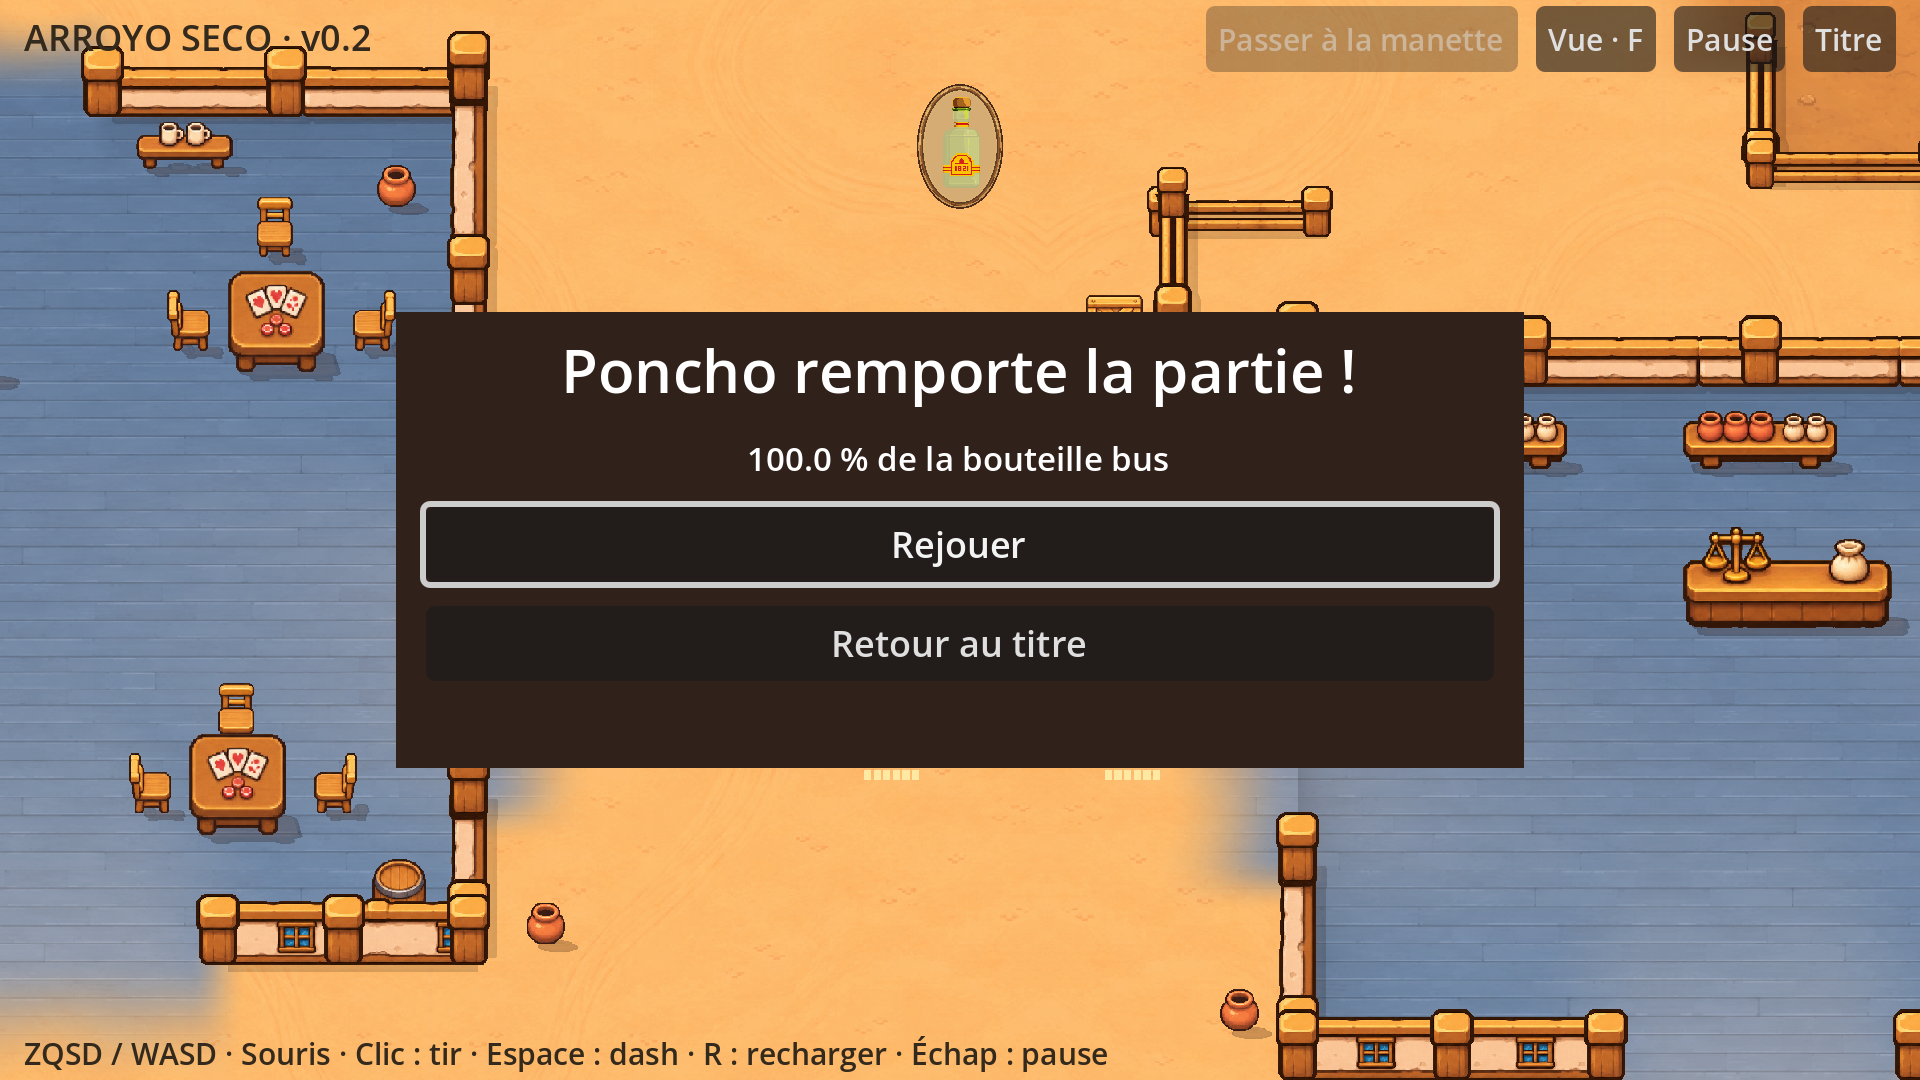 ARROYO SECO · v0.2
Passer à la manette
Vue · F
Pause
Titre
1821
Poncho remporte la partie !
100.0 % de la bouteille bus
Rejouer
Retour au titre
ZQSD / WASD · Souris · Clic : tir · Espace : dash · R : recharger · Échap : pause